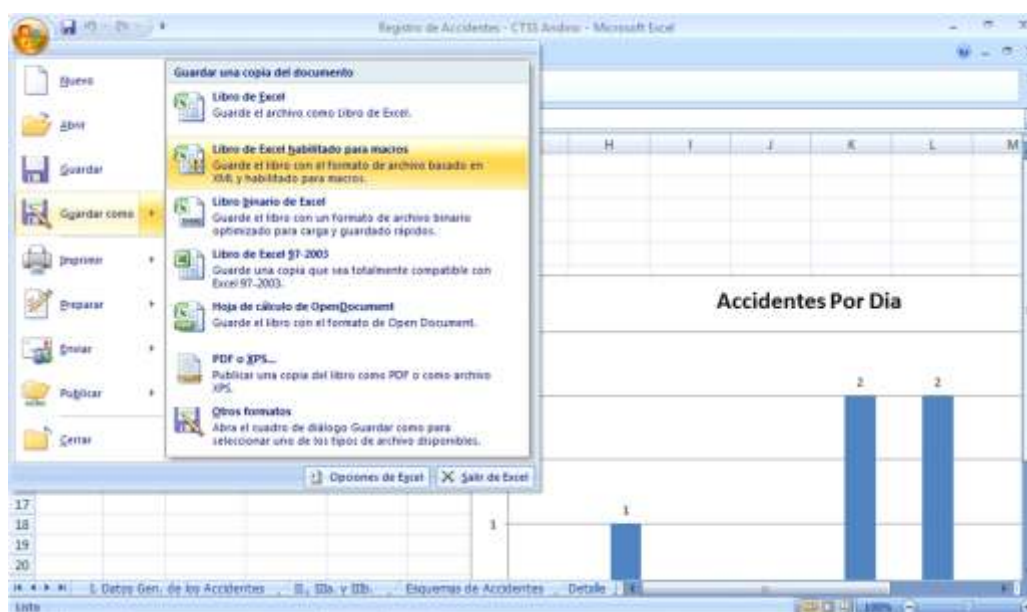 Registro de Accidentes - CTSS Andino - Microsoft Excel
Nuevo
Abrir
Guardar
Guardar como
Imprimir
Preparar
Enviar
Publicar
Cerrar
Guardar una copia del documento
Libro de Excel
Guarde el archivo como Libro de Excel.
Libro de Excel habilitado para macros
Guarde el libro con el formato de archivo basado en
XML y habilitado para macros.
Libro binario de Excel
Guarde el libro con un formato de archivo binario
optimizado para carga y guardado rápidos.
Libro de Excel 97-2003
Guarde una copia que sea totalmente compatible con
Excel 97-2003.
Hoja de cálculo de OpenDocument
Guarde el libro con el formato de Open Document.
PDF o XPS...
Publicar una copia del libro como PDF o como archivo
XPS.
Otros formatos
Abra el cuadro de diálogo Guardar como para
seleccionar uno de los tipos de archivo disponibles.
Opciones de Excel
Salir de Excel
H I J K L M
Accidentes Por Dia
2 2
1
1
17
18
19
20
I. Datos Gen. de los Accidentes
II, IIIa. y IIIb.
Esquemas de Accidentes
Detalle
Listo
100%